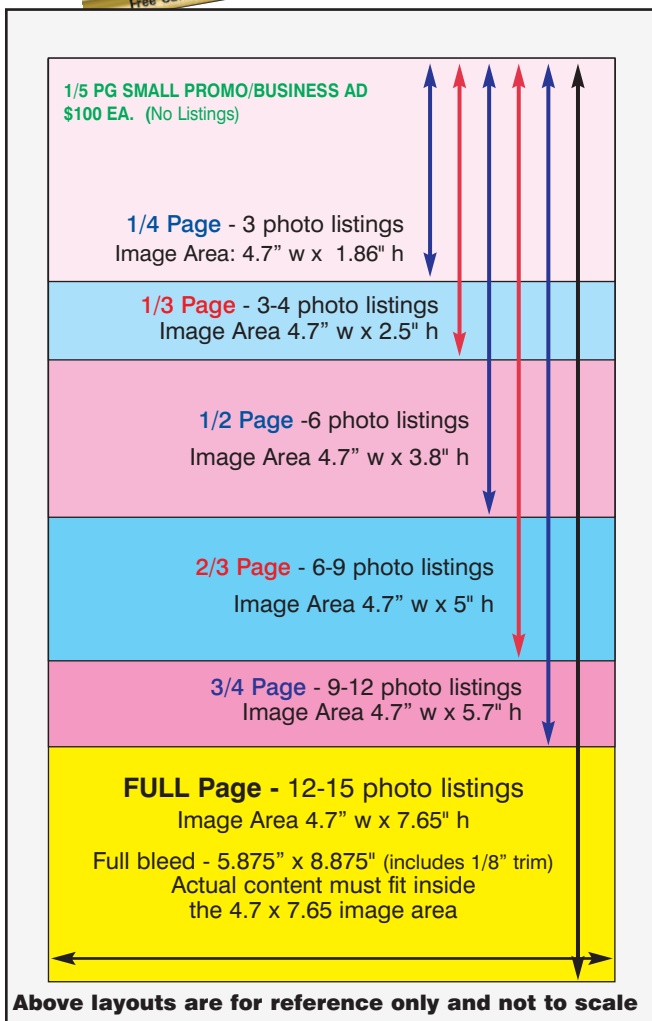 Free
1/5 PG SMALL PROMO/BUSINESS AD
$100 EA. (No Listings)
1/4 Page - 3 photo listings
Image Area: 4.7” w x 1.86" h
1/3 Page - 3-4 photo listings
Image Area 4.7” w x 2.5" h
1/2 Page -6 photo listings
Image Area 4.7” w x 3.8" h
2/3 Page - 6-9 photo listings
Image Area 4.7” w x 5" h
3/4 Page - 9-12 photo listings
Image Area 4.7” w x 5.7" h
FULL Page - 12-15 photo listings
Image Area 4.7” w x 7.65" h
Full bleed - 5.875” x 8.875" (includes 1/8” trim)
Actual content must fit inside
the 4.7 x 7.65 image area
Above layouts are for reference only and not to scale